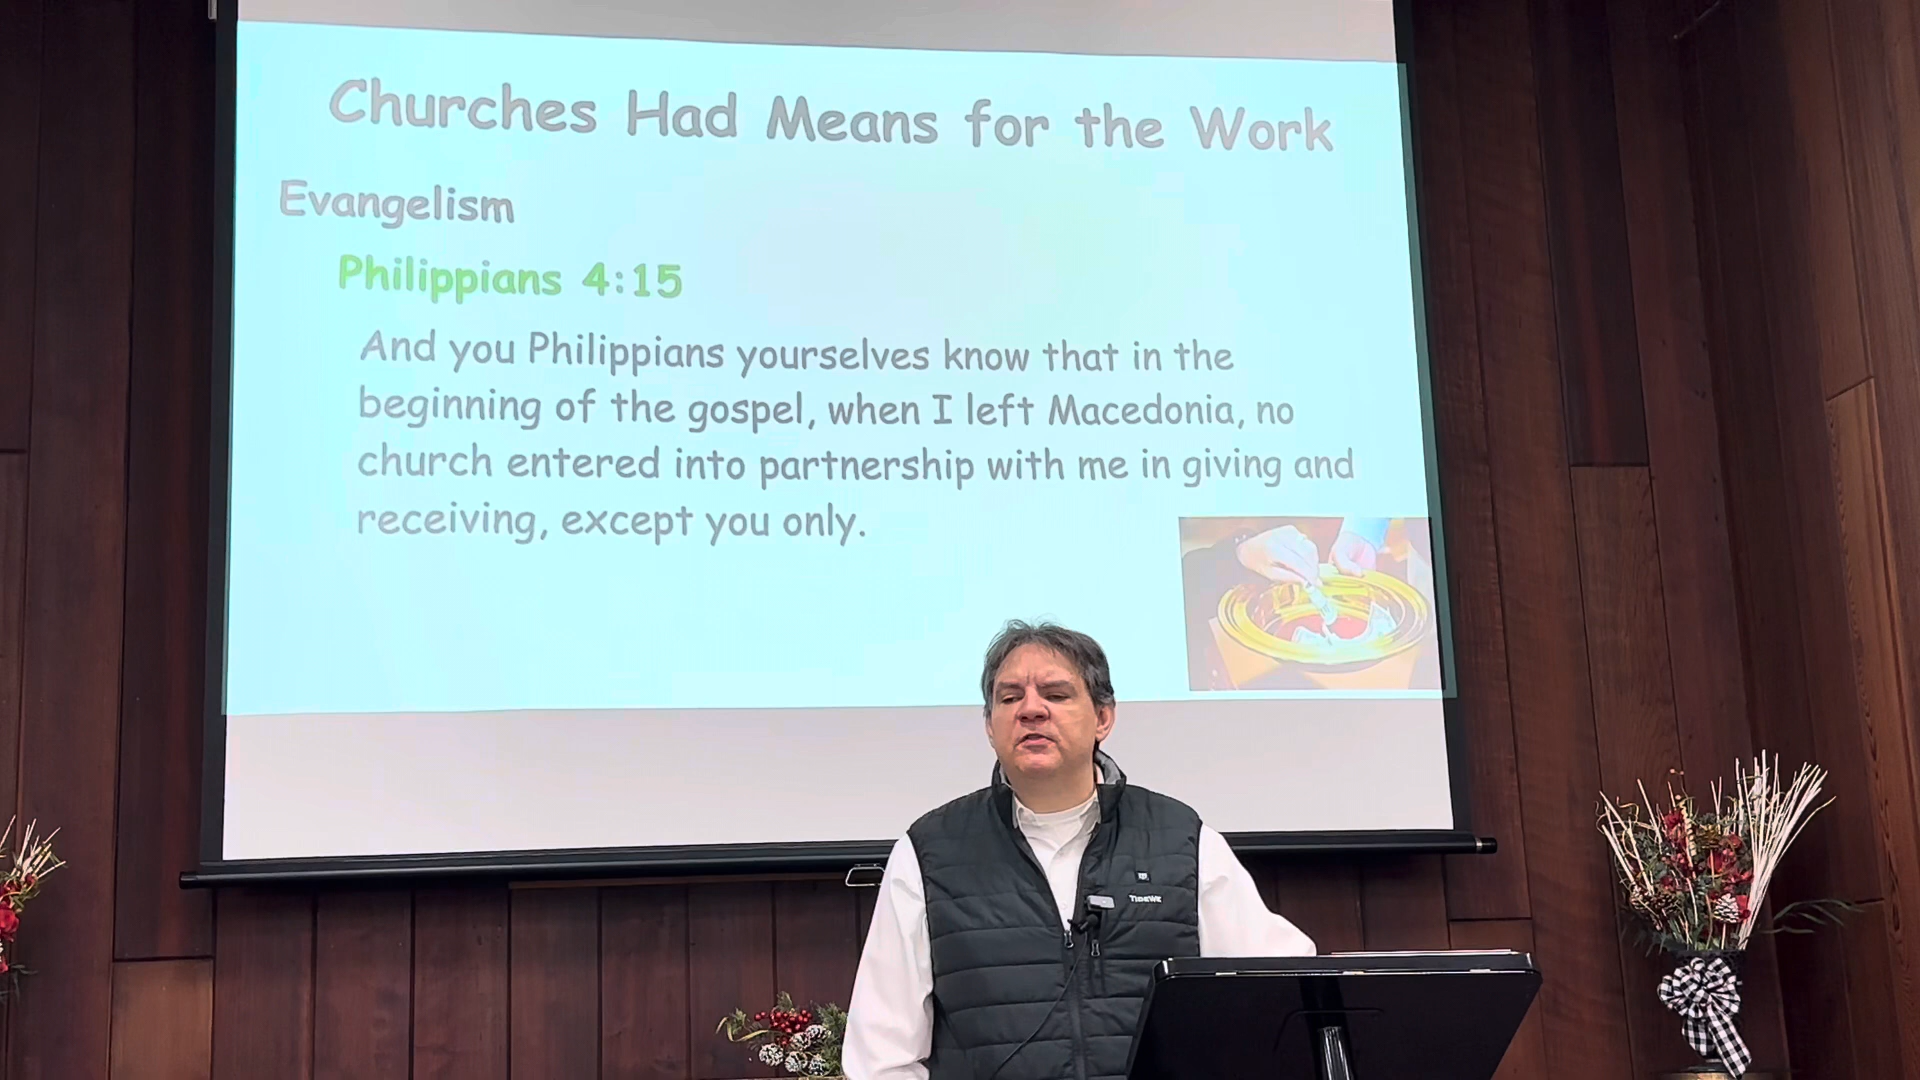 Churches Had Means for the Work
Evangelism
Philippians 4:15
And you Philippians yourselves know that in the
beginning of the gospel, when I left Macedonia, no
church entered into partnership with me in giving and
receiving, except you only.
TIDEWE